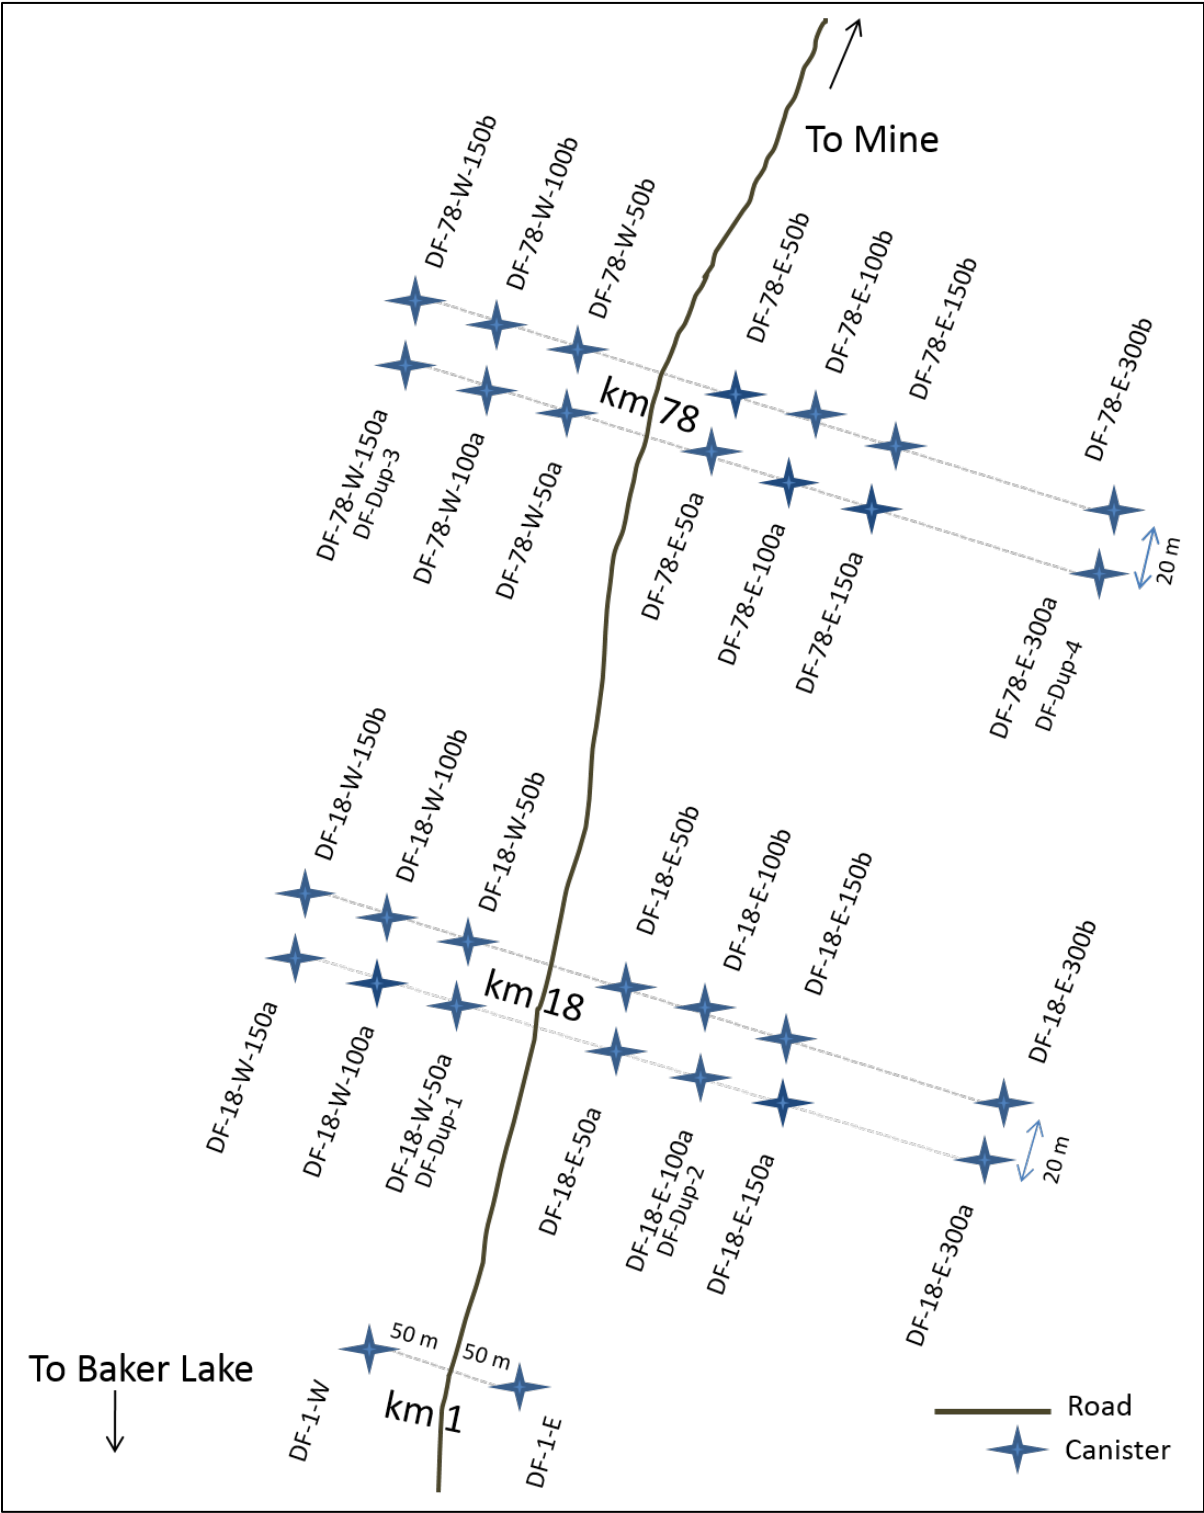 To Mine
DF-78-W-150b
DF-78-W-100b
DF-78-W-50b
DF-78-E-50b
DF-78-E-100b
DF-78-E-150b
DF-78-E-300b
km 78
DF-78-W-150a
DF-Dup-3
DF-78-W-100a
DF-78-W-50a
DF-78-E-50a
DF-78-E-100a
DF-78-E-150a
DF-78-E-300a
DF-Dup-4
20 m
DF-18-W-150b
DF-18-W-100b
DF-18-W-50b
DF-18-E-50b
DF-18-E-100b
DF-18-E-150b
DF-18-E-300b
km 18
DF-18-W-150a
DF-18-W-100a
DF-18-W-50a
DF-Dup-1
DF-18-E-50a
DF-18-E-100a
DF-Dup-2
DF-18-E-150a
DF-18-E-300a
20 m
50 m
50 m
To Baker Lake
DF-1-W
km 1
DF-1-E
Road
Canister